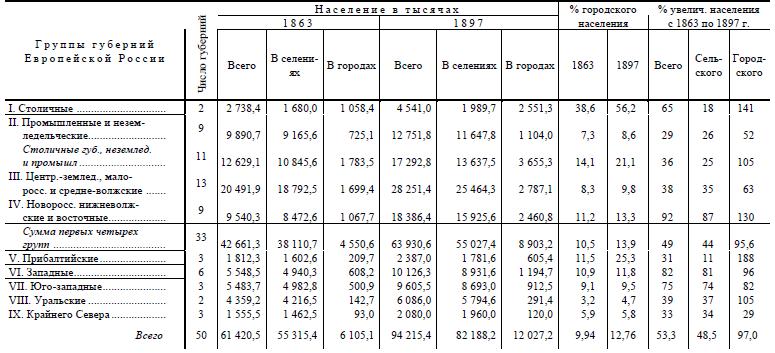 Группы губерний Европейской России Число губерний Население в тысячах % городского населения % увелич. населения с 1863 по 1897 г.
1863 1897
Всего В селениях В городах Всего В селениях В городах 1863 1897 Всего Сельского Городского
I. Столичные 2 2 738,4 1 680,0 1 058,4 4 541,0 1 989,7 2 551,3 38,6 56,2 65 18 141
II. Промышленные и незем-
ледельческие 9 9 890,7 9 165,6 725,1 12 751,8 11 647,8 1 104,0 7,3 8,6 29 26 52
Столичные губ., неземлед.
и промышл 11 12 629,1 10 845,6 1 783,5 17 292,8 13 637,5 3 655,3 14,1 21,1 36 25 105
III. Центр.-землед., мало-
росс. и средне-волжские 13 20 491,9 18 792,5 1 699,4 28 251,4 25 464,3 2 787,1 8,3 9,8 38 35 63
IV. Новоросс. нижневолж-
ские и восточные 9 9 540,3 8 472,6 1 067,7 18 386,4 15 925,6 2 460,8 11,2 13,3 92 87 130
Сумма первых четырех
групп 33 42 661,3 38 110,7 4 550,6 63 930,6 55 027,4 8 903,2 10,5 13,9 49 44 95,6
V. Прибалтийские 3 1 812,3 1 602,6 209,7 2 387,0 1 781,6 605,4 11,5 25,3 31 11 188
VI. Западные 6 5 548,5 4 940,3 608,2 10 126,3 8 931,6 1 194,7 10,9 11,8 82 81 96
VII. Юго-западные 3 5 483,7 4 982,8 500,9 9 605,5 8 693,0 912,5 9,1 9,5 75 74 82
VIII. Уральские 2 4 359,2 4 216,5 142,7 6 086,0 5 794,6 291,4 3,2 4,7 39 37 105
IX. Крайнего Севера 3 1 555,5 1 462,5 93,0 2 080,0 1 960,0 120,0 5,9 5,8 33 34 29
Всего 50 61 420,5 55 315,4 6 105,1 94 215,4 82 188,2 12 027,2 9,94 12,76 53,3 48,5 97,0